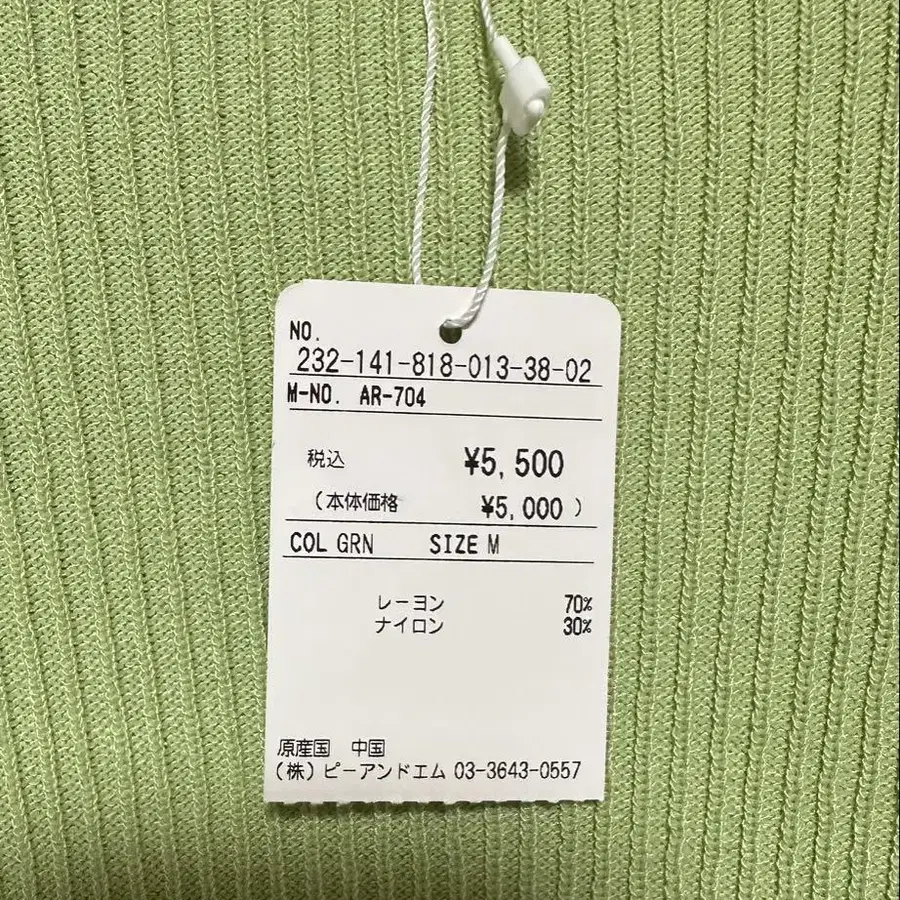 NO.
232-141-818-013-38-02
M-NO. AR-704
税込 ¥5,500
(本体価格 ¥5,000)
COL GRN SIZE M
レーヨン 70%
ナイロン 30%
原産国 中国
(株)ピーアンドエム 03-3643-0557